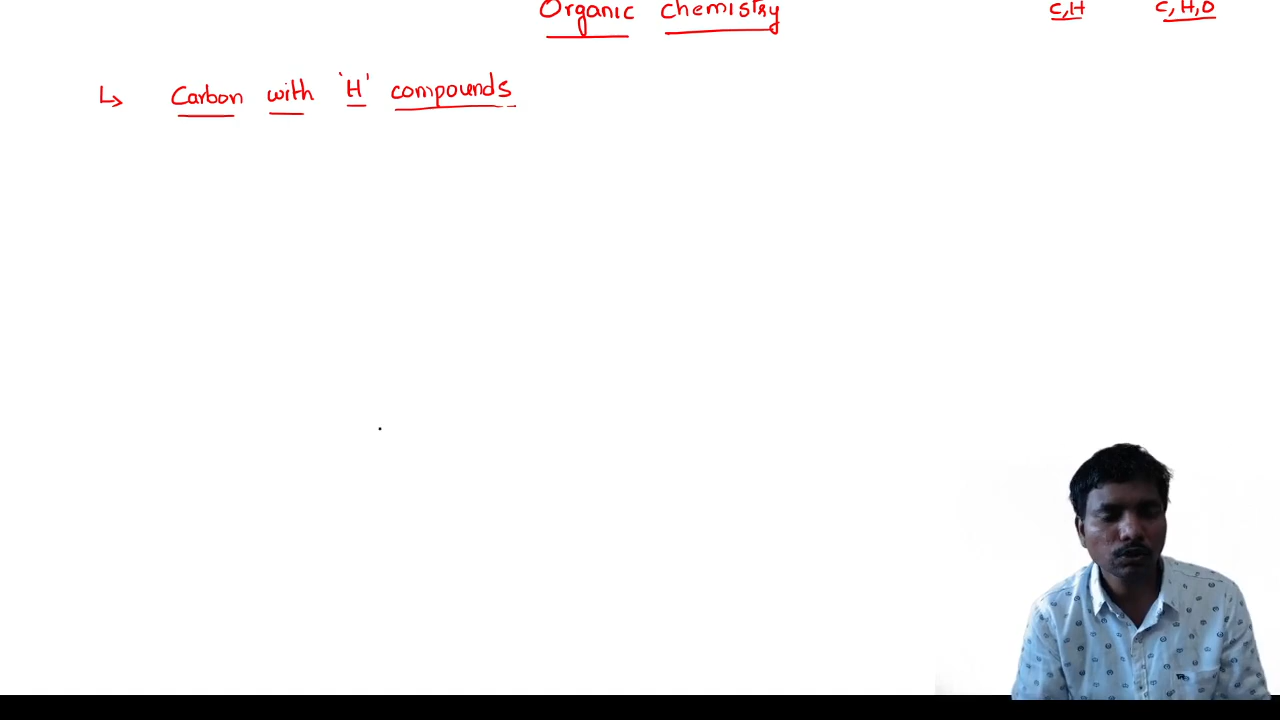 Organic chemistry C,H C,H,O
↳ Carbon with 'H' compounds